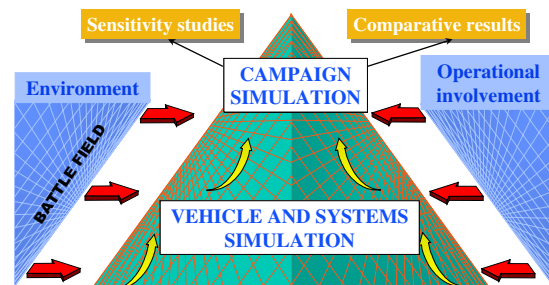 Sensitivity studies
Comparative results
Environment
CAMPAIGN
SIMULATION
Operational
involvement
BATTLE FIELD
VEHICLE AND SYSTEMS
SIMULATION